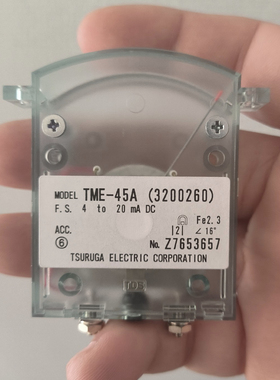 MODEL TME-45A (3200260)
F.S. 4 to 20 mA DC
Fe2.3
ACC. |2| ∠ 16°
⑥ No. Z7653657
TSURUGA ELECTRIC CORPORATION